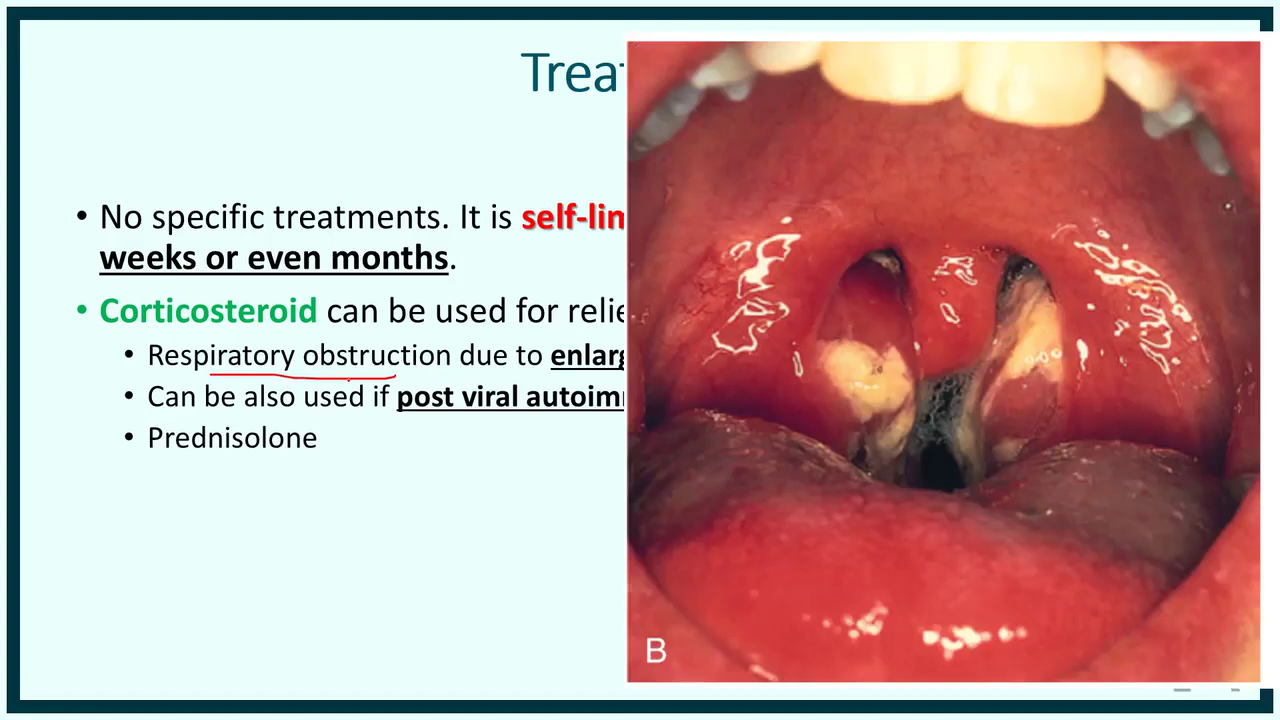 Trea
No specific treatments. It is self-lim
weeks or even months.
Corticosteroid can be used for relie
Respiratory obstruction due to enlarg
Can be also used if post viral autoim
Prednisolone
B